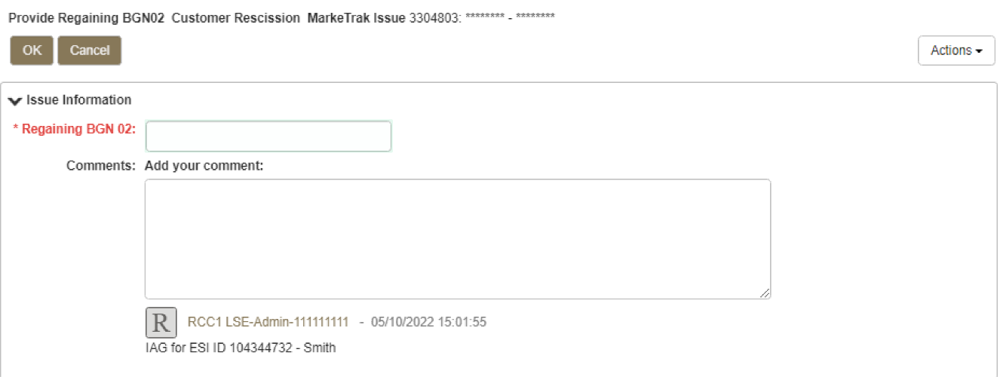 Provide Regaining BGN02 Customer Rescission MarkeTrak Issue 3304803: ******** - ********
OK Cancel Actions
Issue Information
* Regaining BGN 02:
Comments: Add your comment:
R RCC1 LSE-Admin-111111111 - 05/10/2022 15:01:55
IAG for ESI ID 104344732 - Smith